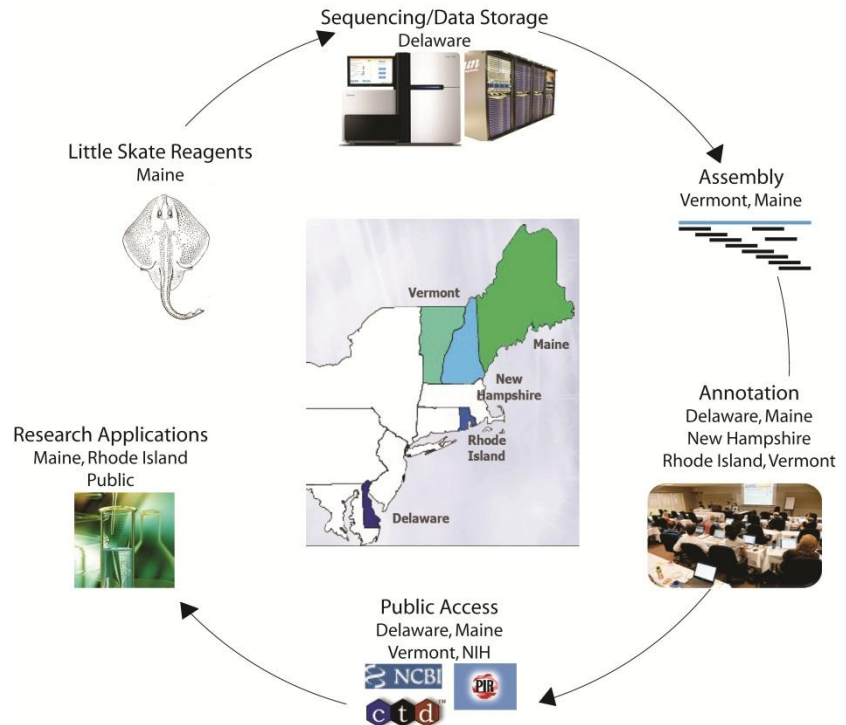 Sequencing/Data Storage
Delaware
Little Skate Reagents
Maine
Assembly
Vermont, Maine
Vermont
Maine
New
Hampshire
Rhode
Island
Delaware
Annotation
Delaware, Maine
New Hampshire
Rhode Island, Vermont
Research Applications
Maine, Rhode Island
Public
Public Access
Delaware, Maine
Vermont, NIH
NCBI
PIR
ctd™